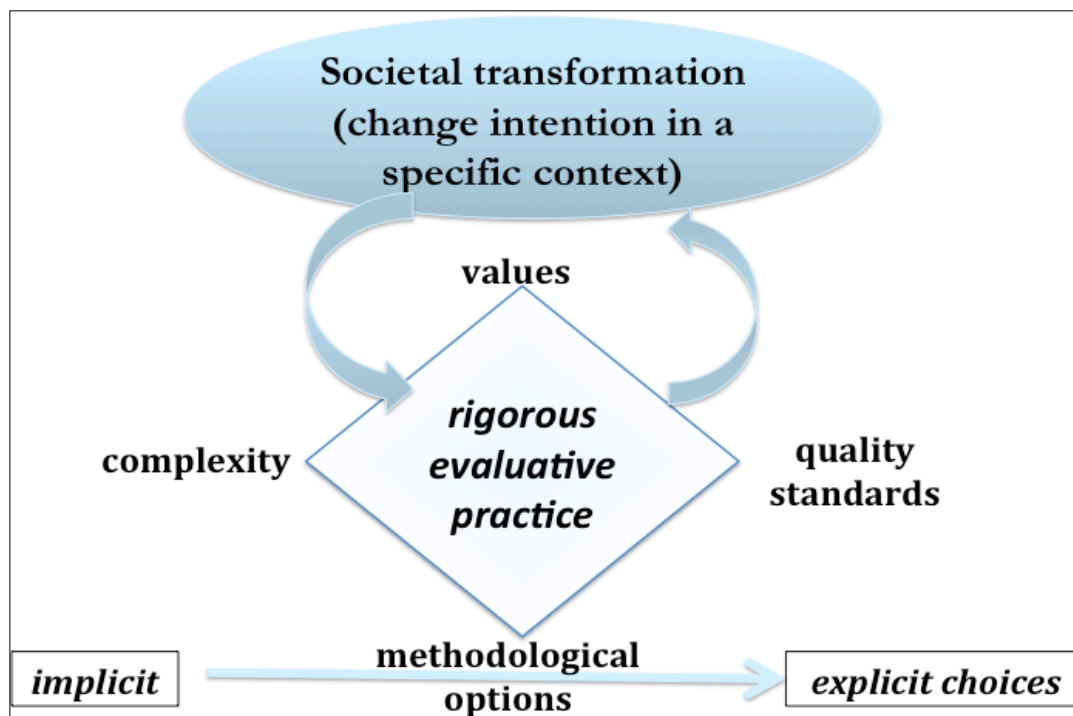 Societal transformation
(change intention in a
specific context)
values
rigorous
evaluative
practice
complexity
quality
standards
methodological
options
implicit
explicit choices